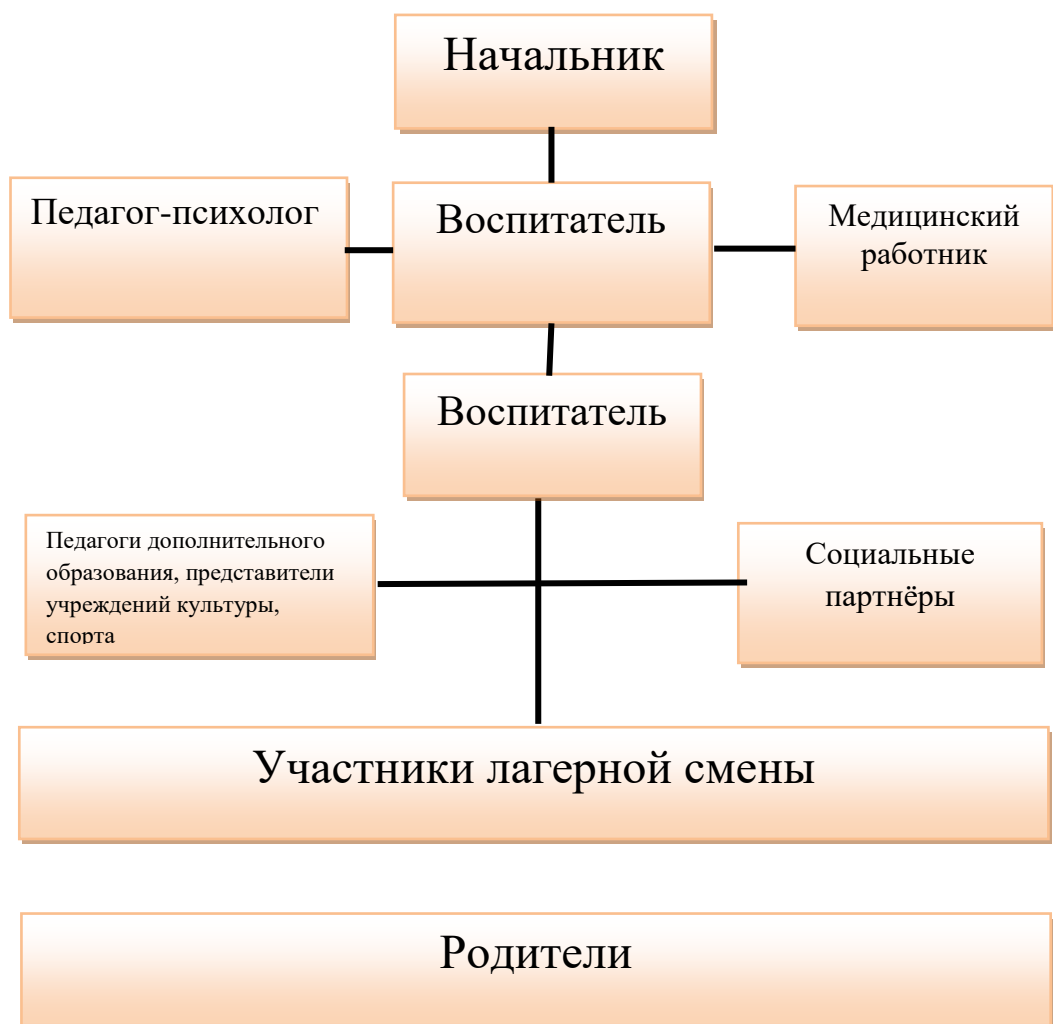 Начальник
Педагог-психолог
Воспитатель
Медицинский
работник
Воспитатель
Педагоги дополнительного
образования, представители
учреждений культуры,
спорта
Социальные
партнёры
Участники лагерной смены
Родители